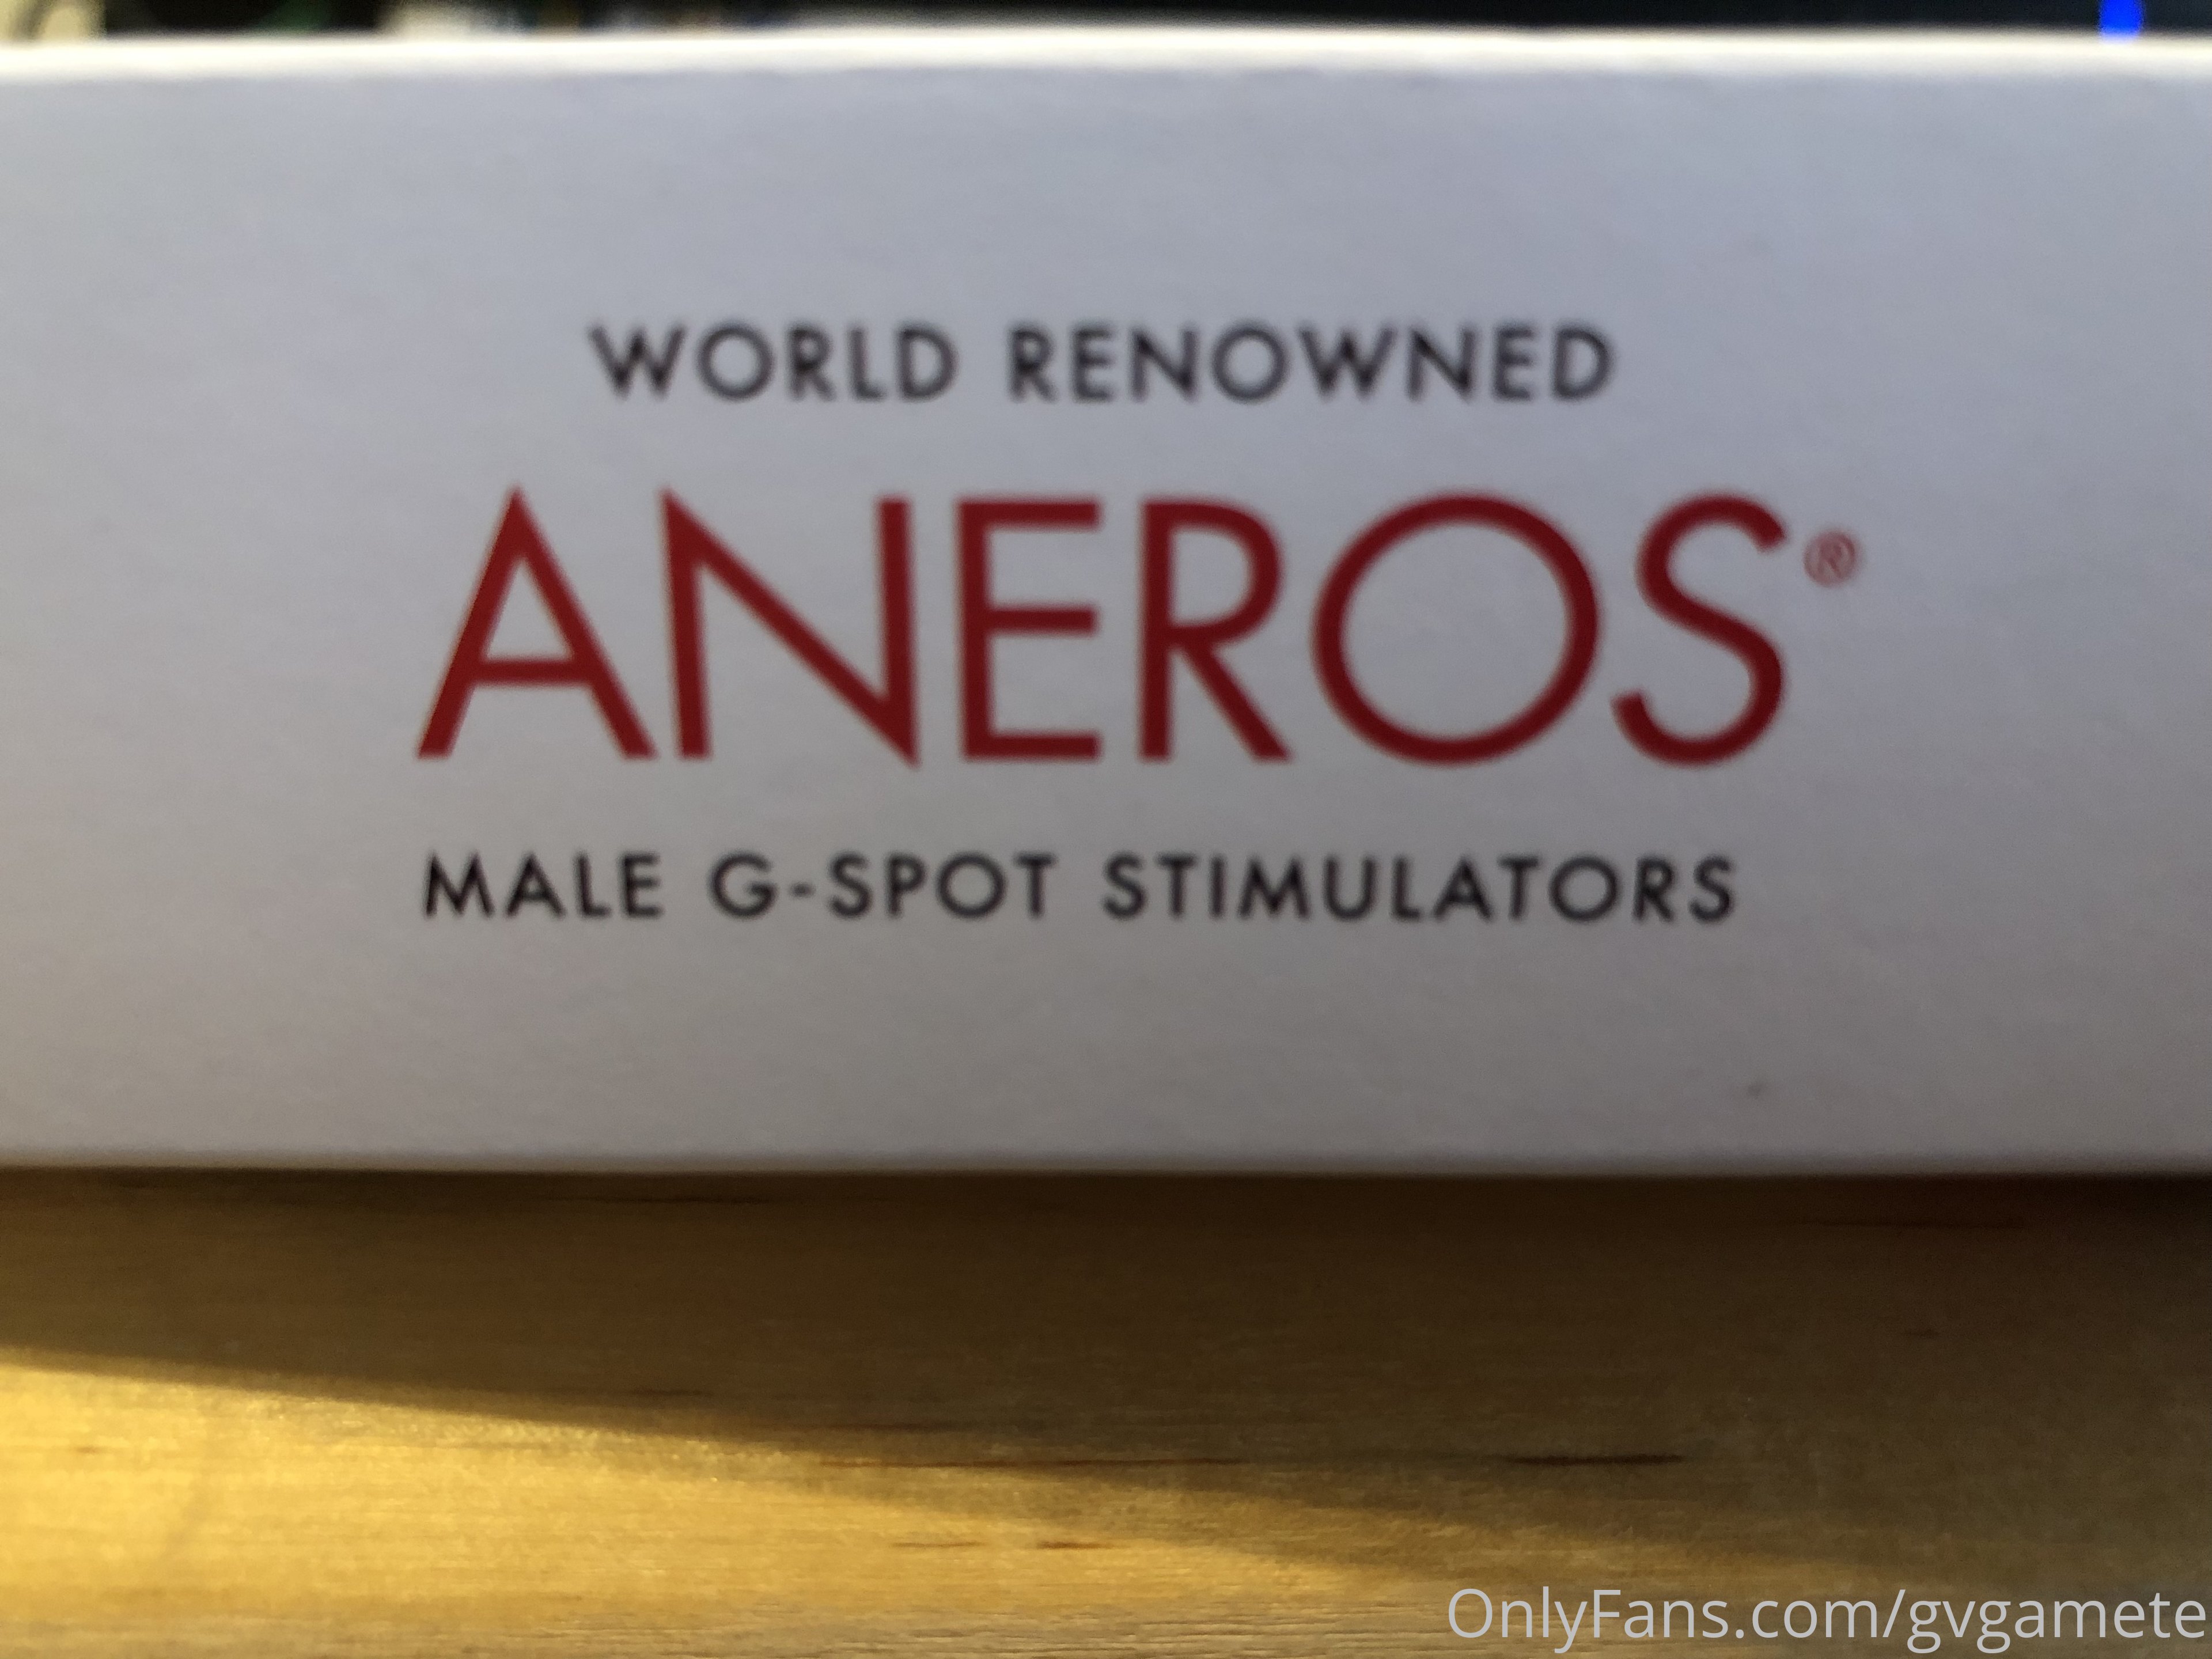 WORLD RENOWNED
ANEROS®
MALE G-SPOT STIMULATORS
OnlyFans.com/gvgamete